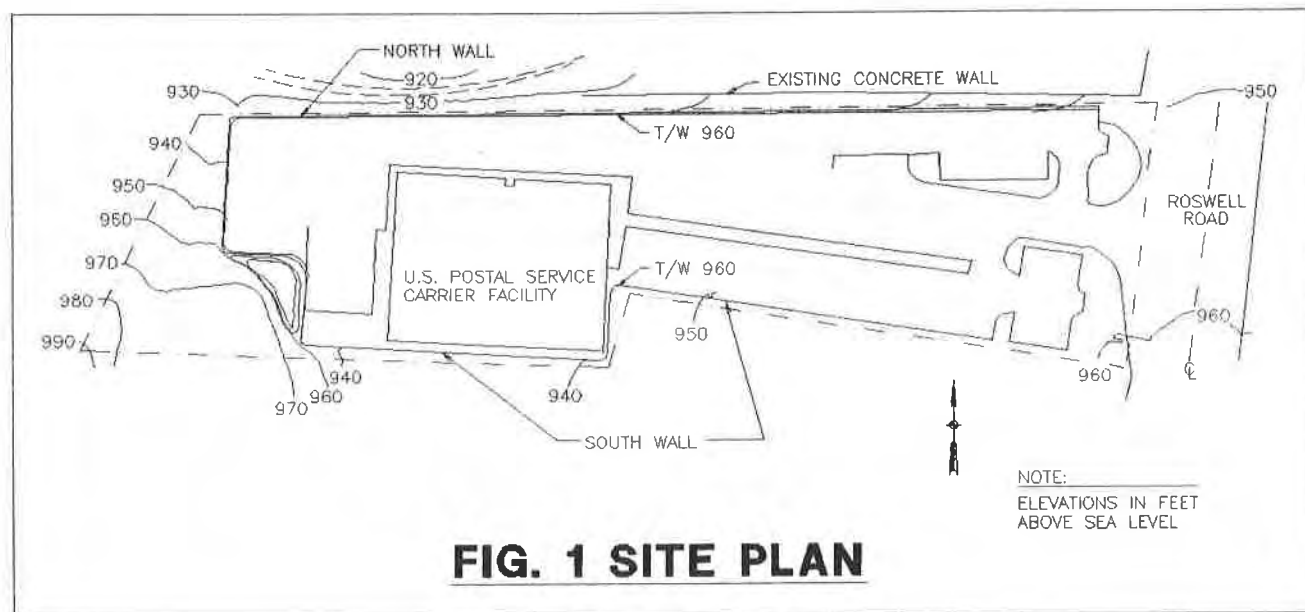 NORTH WALL
920
EXISTING CONCRETE WALL
930
930
950
T/W 960
940
950
ROSWELL
ROAD
950
970
U.S. POSTAL SERVICE
CARRIER FACILITY
T/W 960
980
950
960
990
940
940
960
960
970
SOUTH WALL
NOTE:
ELEVATIONS IN FEET
ABOVE SEA LEVEL
FIG. 1 SITE PLAN